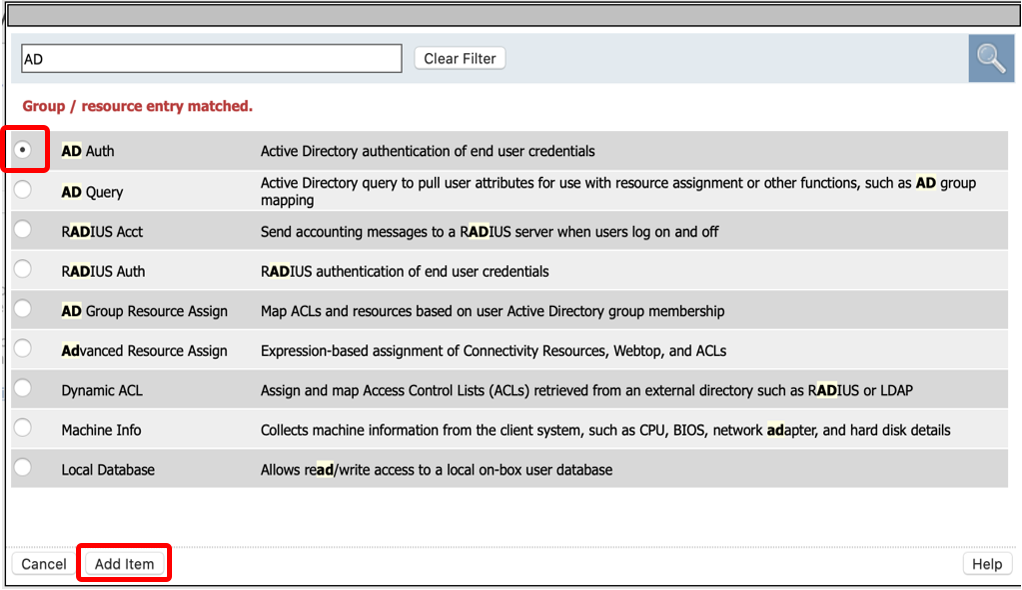 AD
Clear Filter
Group / resource entry matched.
AD Auth
Active Directory authentication of end user credentials
AD Query
Active Directory query to pull user attributes for use with resource assignment or other functions, such as AD group
mapping
RADIUS Acct
Send accounting messages to a RADIUS server when users log on and off
RADIUS Auth
RADIUS authentication of end user credentials
AD Group Resource Assign
Map ACLs and resources based on user Active Directory group membership
Advanced Resource Assign
Expression-based assignment of Connectivity Resources, Webtop, and ACLs
Dynamic ACL
Assign and map Access Control Lists (ACLs) retrieved from an external directory such as RADIUS or LDAP
Machine Info
Collects machine information from the client system, such as CPU, BIOS, network adapter, and hard disk details
Local Database
Allows read/write access to a local on-box user database
Cancel
Add Item
Help